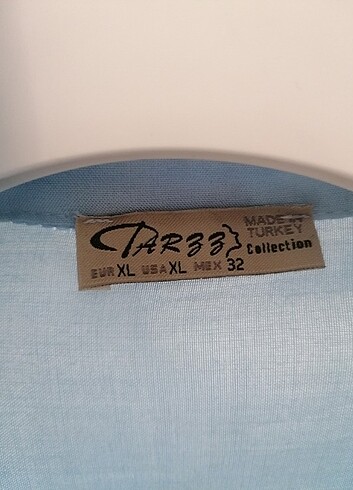 TARZZ
MADE IN
TURKEY
Collection
EUR XL USA XL MEX 32